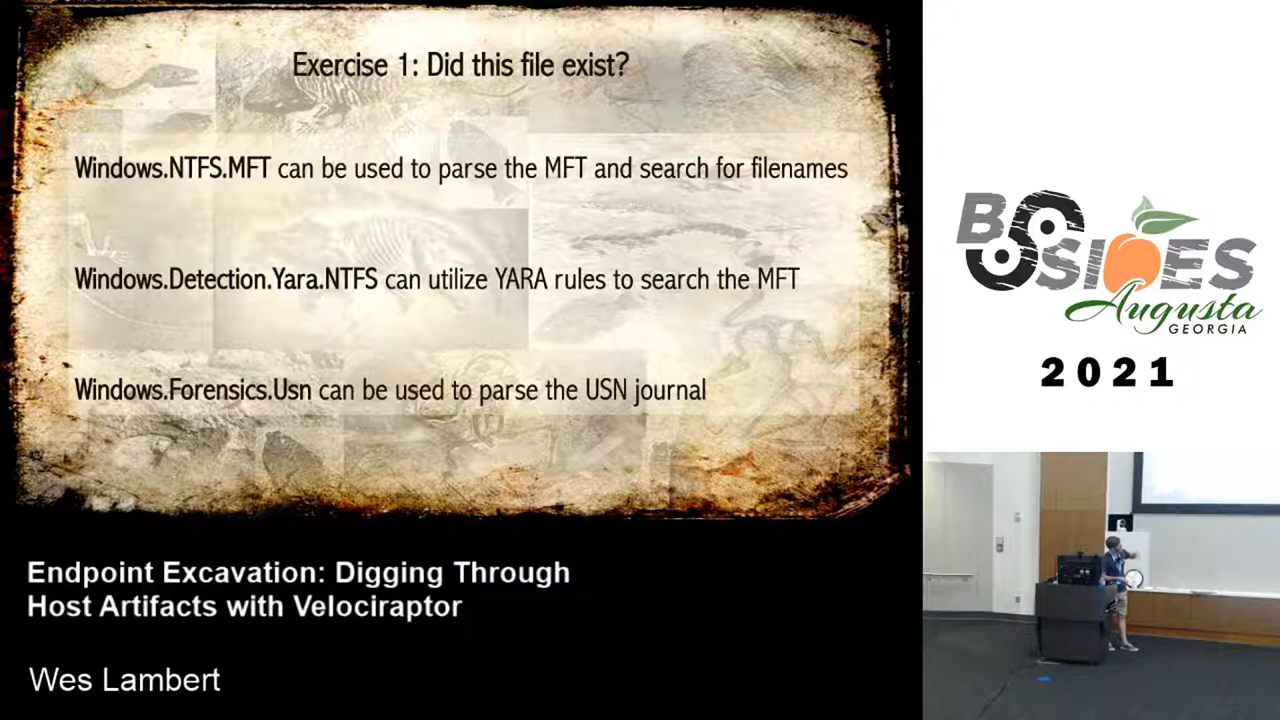 Exercise 1: Did this file exist?
Windows.NTFS.MFT can be used to parse the MFT and search for filenames
Windows.Detection.Yara.NTFS can utilize YARA rules to search the MFT
Windows.Forensics.Usn can be used to parse the USN journal
BSIDES
Augusta
GEORGIA
2021
Endpoint Excavation: Digging Through
Host Artifacts with Velociraptor
Wes Lambert